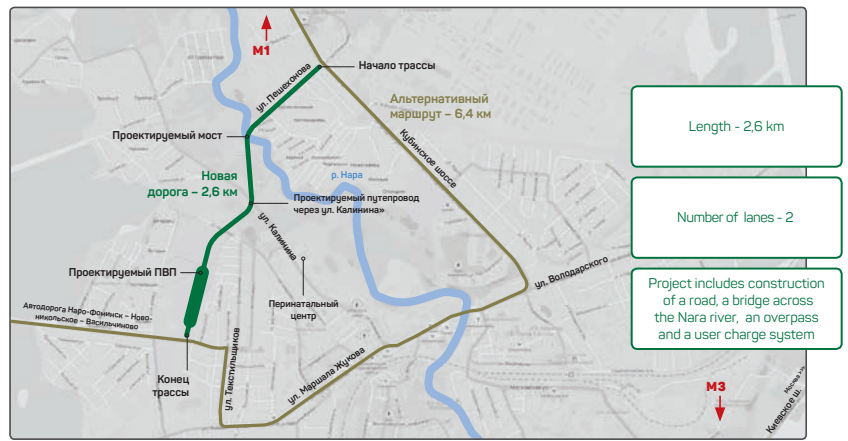 M1
ул. Пешехонова
Начало трассы
Альтернативный
маршрут – 6,4 км
Кубинское шоссе
Проектируемый мост
Новая
дорога – 2,6 км
р. Нара
Проектируемый путепровод
через ул. Калинина»
ул. Калинина
Проектируемый ПВП
Перинатальный
центр
ул. Володарского
Автодорога Наро-Фоминск – Ново-
никольское – Васильчиново
ул. Текстильщиков
ул. Маршала Жукова
Конец
трассы
M3
Москва >>
Киевское ш.
Length - 2,6 km
Number of lanes - 2
Project includes construction
of a road, a bridge across
the Nara river, an overpass
and a user charge system